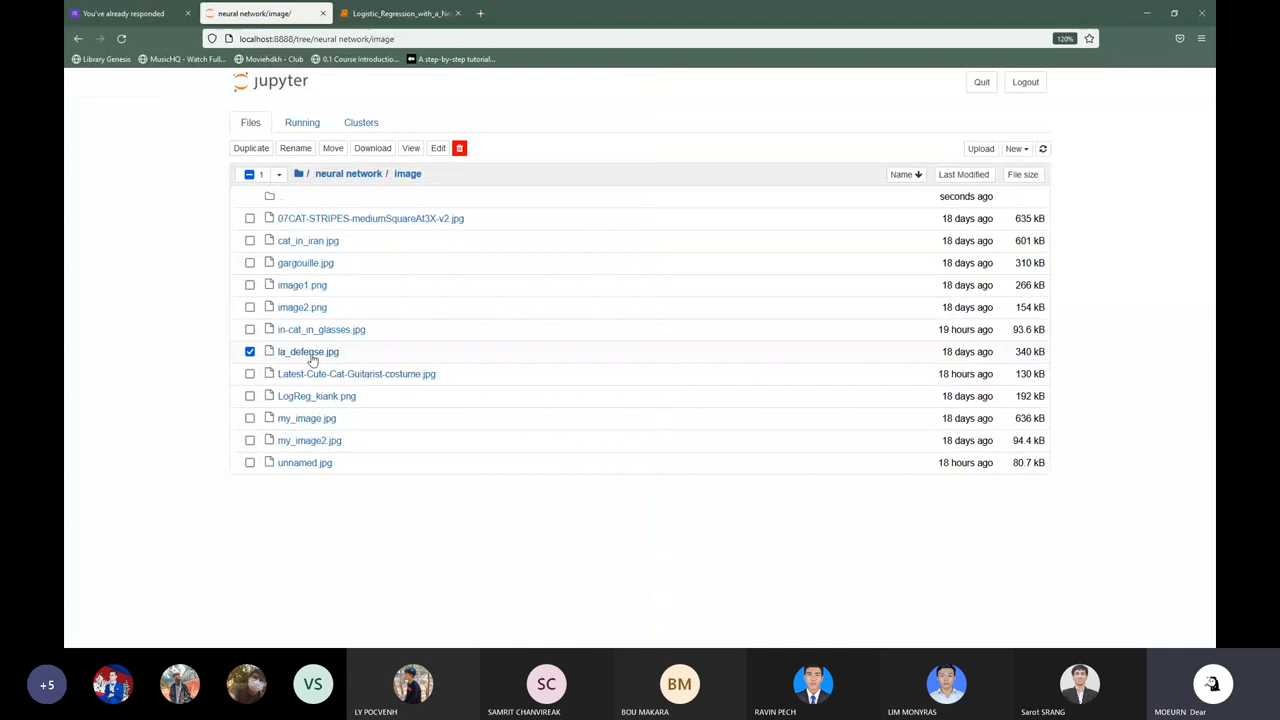 You've already responded
neural network/image/
Logistic_Regression_with_a_Ne
localhost:8888/tree/neural network/image
120%
Library Genesis
MusicHQ - Watch Full...
Moviehdkh - Club
0.1 Course Introductio...
A step-by-step tutorial...
jupyter
Quit
Logout
Files
Running
Clusters
Duplicate
Rename
Move
Download
View
Edit
Upload
New
1
/ neural network / image
Name
Last Modified
File size
..
seconds ago
07CAT-STRIPES-mediumSquareAt3X-v2.jpg 18 days ago 635 kB
cat_in_iran.jpg 18 days ago 601 kB
gargouille.jpg 18 days ago 310 kB
image1.png 18 days ago 266 kB
image2.png 18 days ago 154 kB
in-cat_in_glasses.jpg 19 hours ago 93.6 kB
la_defense.jpg 18 days ago 340 kB
Latest-Cute-Cat-Guitarist-costume.jpg 18 hours ago 130 kB
LogReg_kiank.png 18 days ago 192 kB
my_image.jpg 18 days ago 636 kB
my_image2.jpg 18 days ago 94.4 kB
unnamed.jpg 18 hours ago 80.7 kB
+5
VS
SC
BM
LY POCVENH
SAMRIT CHANVIREAK
BOU MAKARA
RAVIN PECH
LIM MONYRAS
Sarot SRANG
MOEURN Dear